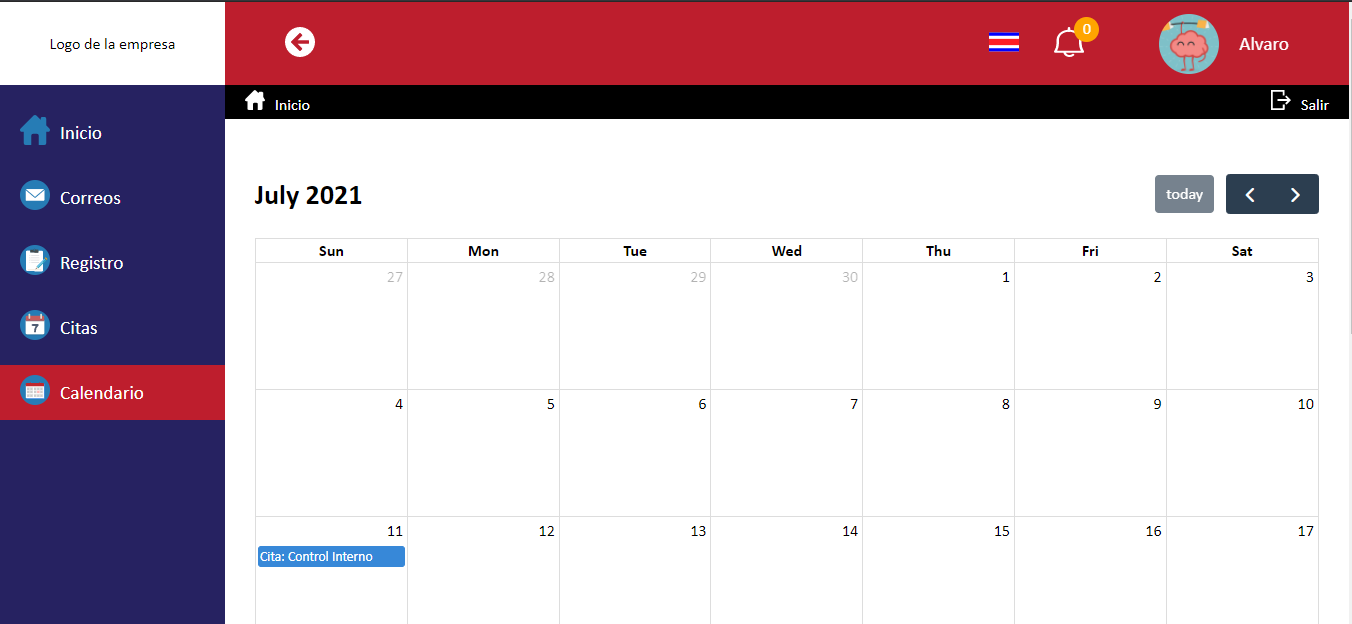 Logo de la empresa
0
Alvaro
Inicio
Salir
Inicio
Correos
Registro
7
Citas
Calendario
July 2021
today
Sun Mon Tue Wed Thu Fri Sat
27 28 29 30 1 2 3
4 5 6 7 8 9 10
11 12 13 14 15 16 17
Cita: Control Interno